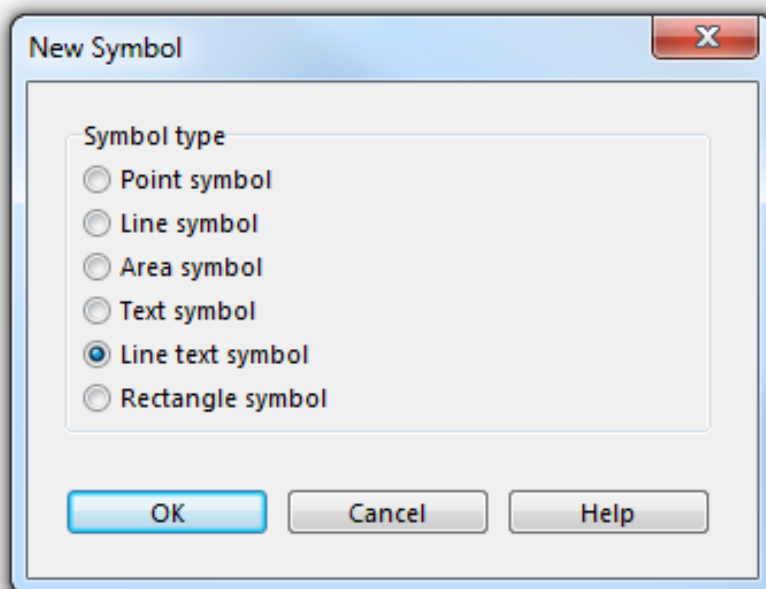 New Symbol
Symbol type
Point symbol
Line symbol
Area symbol
Text symbol
Line text symbol
Rectangle symbol
OK Cancel Help